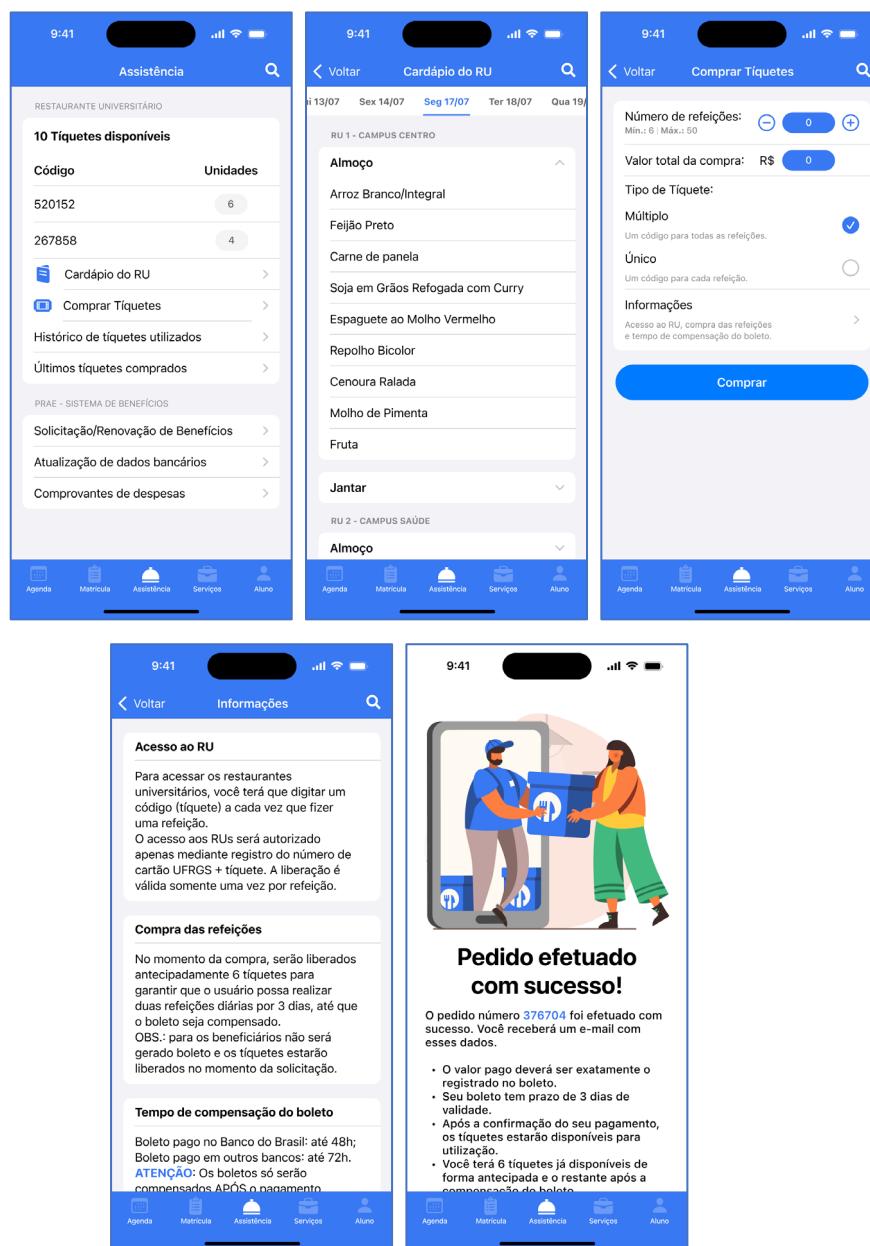 9:41
Assistência
RESTAURANTE UNIVERSITÁRIO
10 Tíquetes disponíveis
Código Unidades
520152 6
267858 4
Cardápio do RU
Comprar Tíquetes
Histórico de tíquetes utilizados
Últimos tíquetes comprados
PRAE - SISTEMA DE BENEFÍCIOS
Solicitação/Renovação de Benefícios
Atualização de dados bancários
Comprovantes de despesas
Agenda Matrícula Assistência Serviços Aluno
9:41
Voltar Cardápio do RU
i 13/07 Sex 14/07 Seg 17/07 Ter 18/07 Qua 19/
RU 1 - CAMPUS CENTRO
Almoço
Arroz Branco/Integral
Feijão Preto
Carne de panela
Soja em Grãos Refogada com Curry
Espaguete ao Molho Vermelho
Repolho Bicolor
Cenoura Ralada
Molho de Pimenta
Fruta
Jantar
RU 2 - CAMPUS SAÚDE
Almoço
Agenda Matrícula Assistência Serviços Aluno
9:41
Voltar Comprar Tíquetes
Número de refeições: 0
Mín.: 6 | Máx.: 50
Valor total da compra: R$ 0
Tipo de Tíquete:
Múltiplo
Um código para todas as refeições.
Único
Um código para cada refeição.
Informações
Acesso ao RU, compra das refeições
e tempo de compensação do boleto.
Comprar
Agenda Matrícula Assistência Serviços Aluno
9:41
Voltar Informações
Acesso ao RU
Para acessar os restaurantes
universitários, você terá que digitar um
código (tíquete) a cada vez que fizer
uma refeição.
O acesso aos RUs será autorizado
apenas mediante registro do número de
cartão UFRGS + tíquete. A liberação é
válida somente uma vez por refeição.
Compra das refeições
No momento da compra, serão liberados
antecipadamente 6 tíquetes para
garantir que o usuário possa realizar
duas refeições diárias por 3 dias, até que
o boleto seja compensado.
OBS.: para os beneficiários não será
gerado boleto e os tíquetes estarão
liberados no momento da solicitação.
Tempo de compensação do boleto
Boleto pago no Banco do Brasil: até 48h;
Boleto pago em outros bancos: até 72h.
ATENÇÃO: Os boletos só serão
compensados APÓS o pagamento
Agenda Matrícula Assistência Serviços Aluno
9:41
Pedido efetuado
com sucesso!
O pedido número 376704 foi efetuado com
sucesso. Você receberá um e-mail com
esses dados.
• O valor pago deverá ser exatamente o
registrado no boleto.
• Seu boleto tem prazo de 3 dias de
validade.
• Após a confirmação do seu pagamento,
os tíquetes estarão disponíveis para
utilização.
• Você terá 6 tíquetes já disponíveis de
forma antecipada e o restante após a
compensação do boleto
Agenda Matrícula Assistência Serviços Aluno